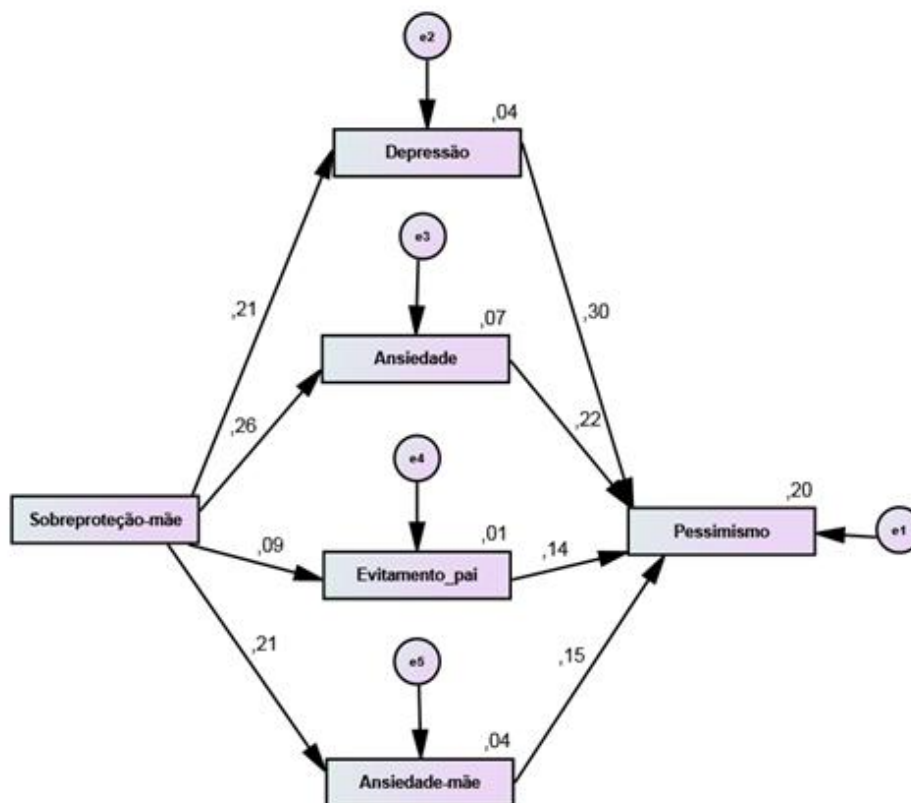 e2
,04
Depressão
e3
,21
,07
,30
Ansiedade
,26
,22
e4
,20
Sobreproteção-mãe
Pessimismo
e1
,09
,01
,14
Evitamento_pai
,21
e5
,15
,04
Ansiedade-mãe